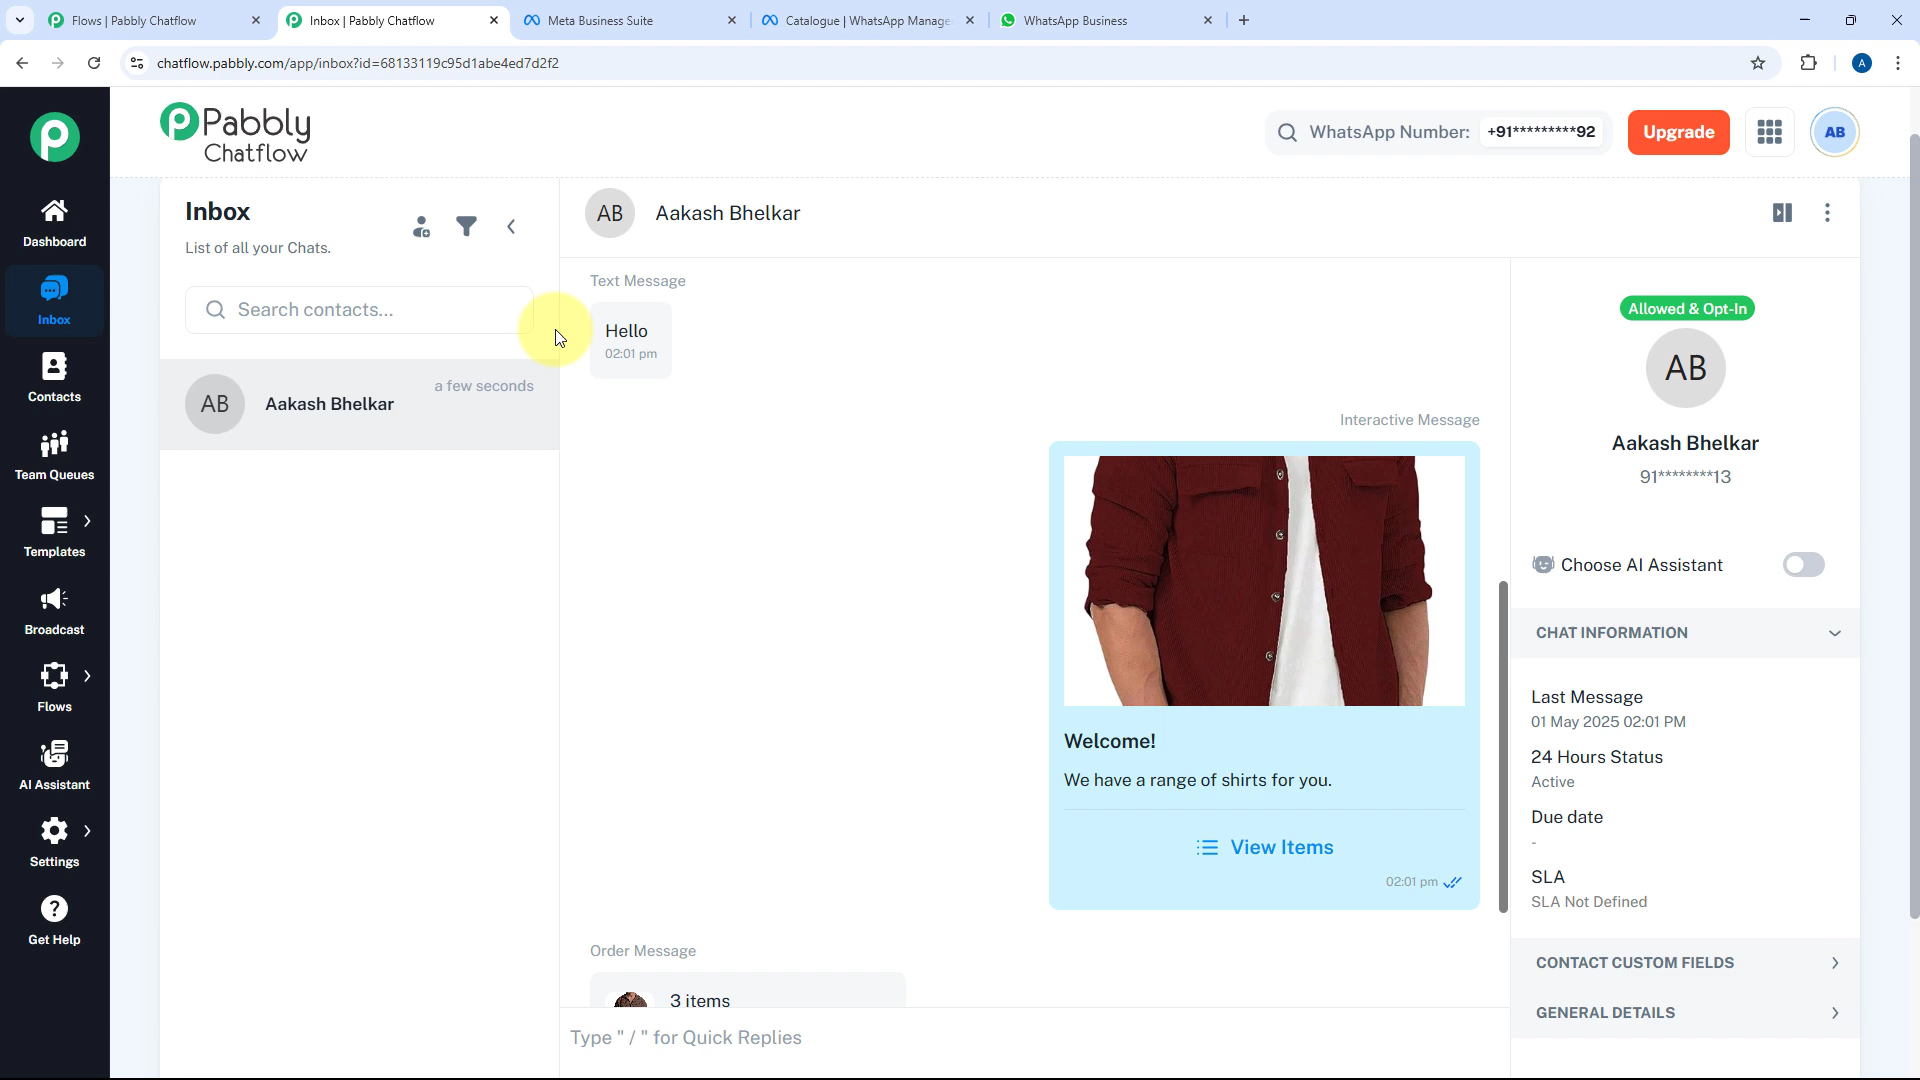 Flows | Pabbly Chatflow
Inbox | Pabbly Chatflow
Meta Business Suite
Catalogue | WhatsApp Manage
WhatsApp Business
chatflow.pabbly.com/app/inbox?id=68133119c95d1abe4ed7d2f2
A
Pabbly
Chatflow
WhatsApp Number: +91*********92
Upgrade
AB
Dashboard
Inbox
Contacts
Team Queues
Templates
Broadcast
Flows
AI Assistant
Settings
Get Help
Inbox
List of all your Chats.
Search contacts...
AB
Aakash Bhelkar
a few seconds
AB
Aakash Bhelkar
Text Message
Hello
02:01 pm
Interactive Message
Welcome!
We have a range of shirts for you.
View Items
02:01 pm
Order Message
3 items
Type " / " for Quick Replies
Allowed & Opt-In
AB
Aakash Bhelkar
91********13
Choose AI Assistant
CHAT INFORMATION
Last Message
01 May 2025 02:01 PM
24 Hours Status
Active
Due date
-
SLA
SLA Not Defined
CONTACT CUSTOM FIELDS
GENERAL DETAILS